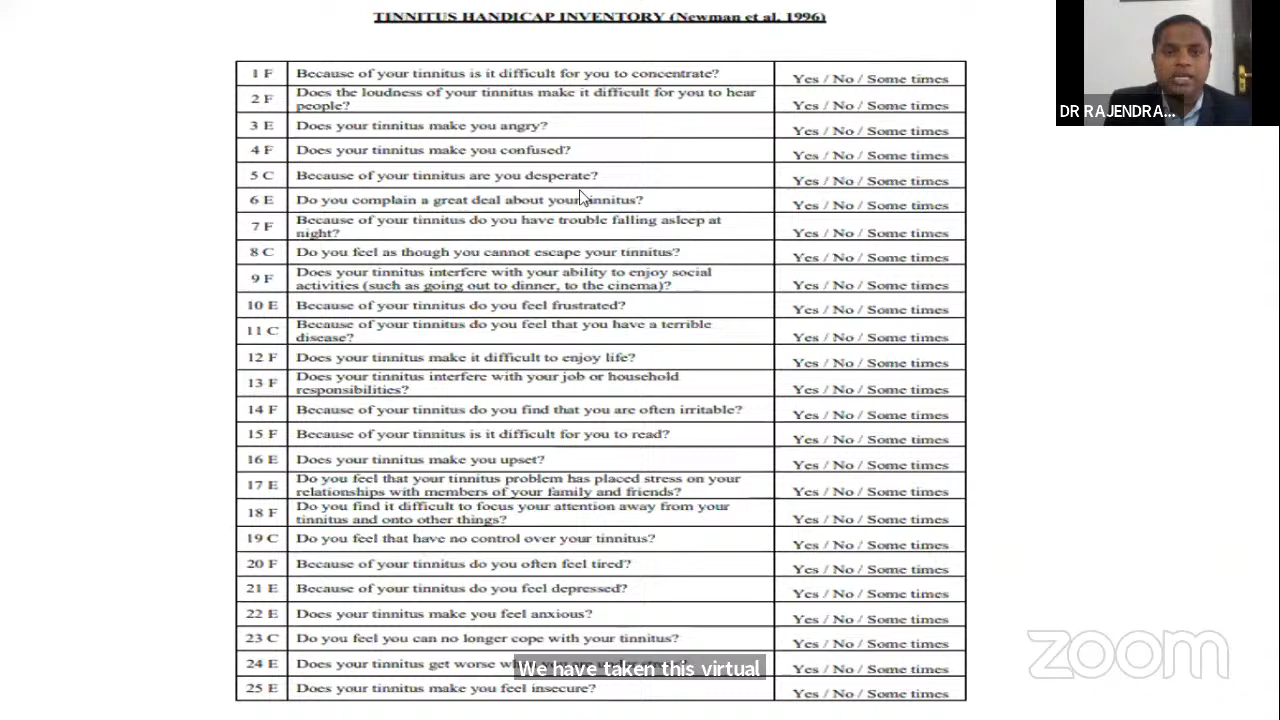 TINNITUS HANDICAP INVENTORY (Newman et al, 1996)
1 F Because of your tinnitus is it difficult for you to concentrate? Yes / No / Some times
2 F Does the loudness of your tinnitus make it difficult for you to hear
people? Yes / No / Some times
3 E Does your tinnitus make you angry? Yes / No / Some times
4 F Does your tinnitus make you confused? Yes / No / Some times
5 C Because of your tinnitus are you desperate? Yes / No / Some times
6 E Do you complain a great deal about your tinnitus? Yes / No / Some times
7 F Because of your tinnitus do you have trouble falling asleep at
night? Yes / No / Some times
8 C Do you feel as though you cannot escape your tinnitus? Yes / No / Some times
9 F Does your tinnitus interfere with your ability to enjoy social
activities (such as going out to dinner, to the cinema)? Yes / No / Some times
10 E Because of your tinnitus do you feel frustrated? Yes / No / Some times
11 C Because of your tinnitus do you feel that you have a terrible
disease? Yes / No / Some times
12 F Does your tinnitus make it difficult to enjoy life? Yes / No / Some times
13 F Does your tinnitus interfere with your job or household
responsibilities? Yes / No / Some times
14 F Because of your tinnitus do you find that you are often irritable? Yes / No / Some times
15 F Because of your tinnitus is it difficult for you to read? Yes / No / Some times
16 E Does your tinnitus make you upset? Yes / No / Some times
17 E Do you feel that your tinnitus problem has placed stress on your
relationships with members of your family and friends? Yes / No / Some times
18 F Do you find it difficult to focus your attention away from your
tinnitus and onto other things? Yes / No / Some times
19 C Do you feel that have no control over your tinnitus? Yes / No / Some times
20 F Because of your tinnitus do you often feel tired? Yes / No / Some times
21 E Because of your tinnitus do you feel depressed? Yes / No / Some times
22 E Does your tinnitus make you feel anxious? Yes / No / Some times
23 C Do you feel you can no longer cope with your tinnitus? Yes / No / Some times
24 E Does your tinnitus get worse Yes / No / Some times
25 E Does your tinnitus make you feel insecure? Yes / No / Some times
We have taken this virtual
DR RAJENDRA...
zoom